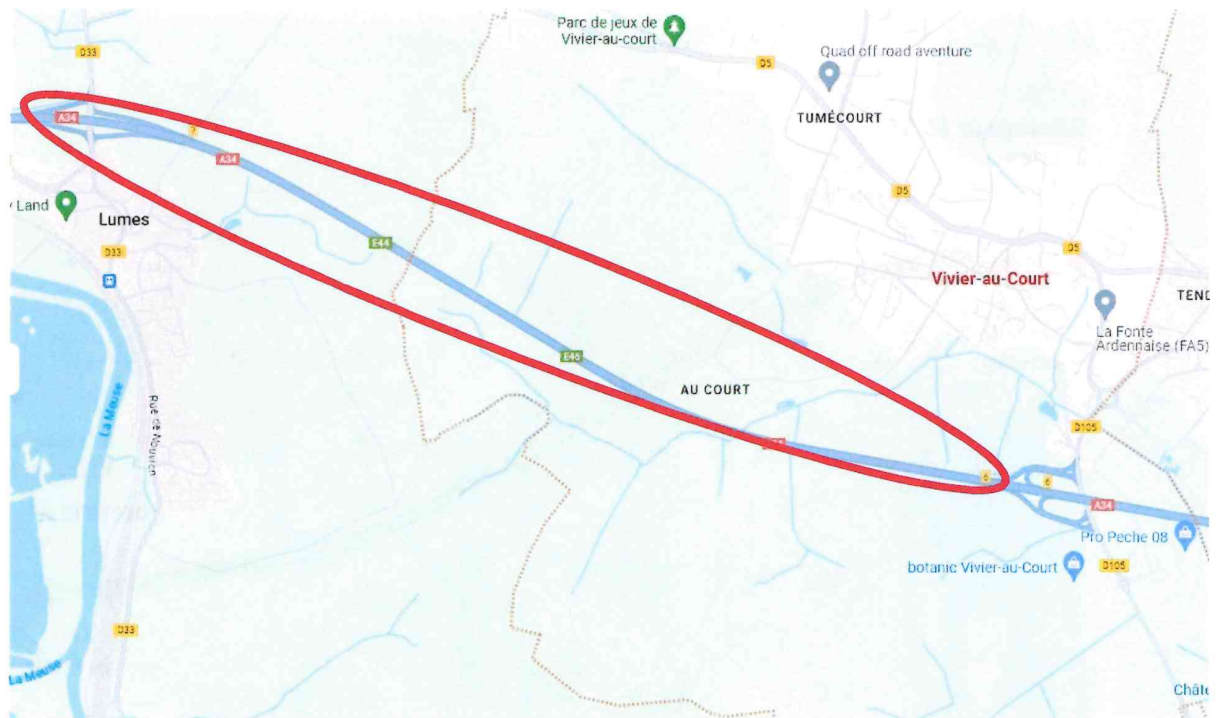 Parc de jeux de
Vivier-au-court
D33
D5
Quad off road aventure
A34
7
TUMÉCOURT
A34
D5
Land
Lumes
E44
D33
D5
Vivier-au-Court
TEND
La Fonte
Ardennaise (FA5)
E46
AU COURT
La Meuse
Rue de Nouvion
D105
6
6
A34
Pro Peche 08
botanic Vivier-au-Court
D105
D33
La Meuse
Châte